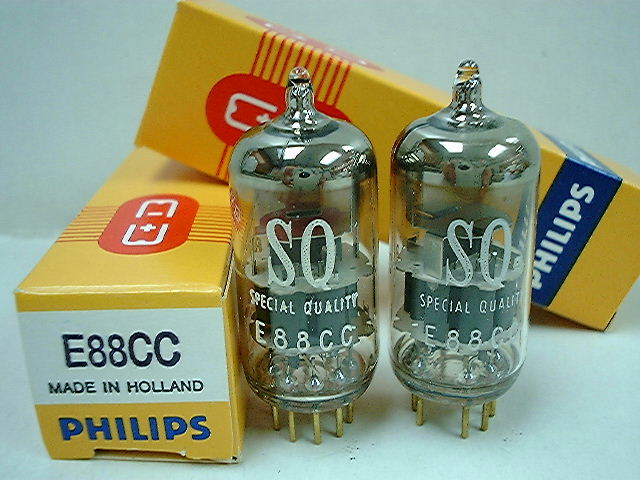 E88CC
MADE IN HOLLAND
PHILIPS
SQ
SPECIAL QUALITY
E88CC
SQ
SPECIAL QUALITY
E88CC
PHILIPS